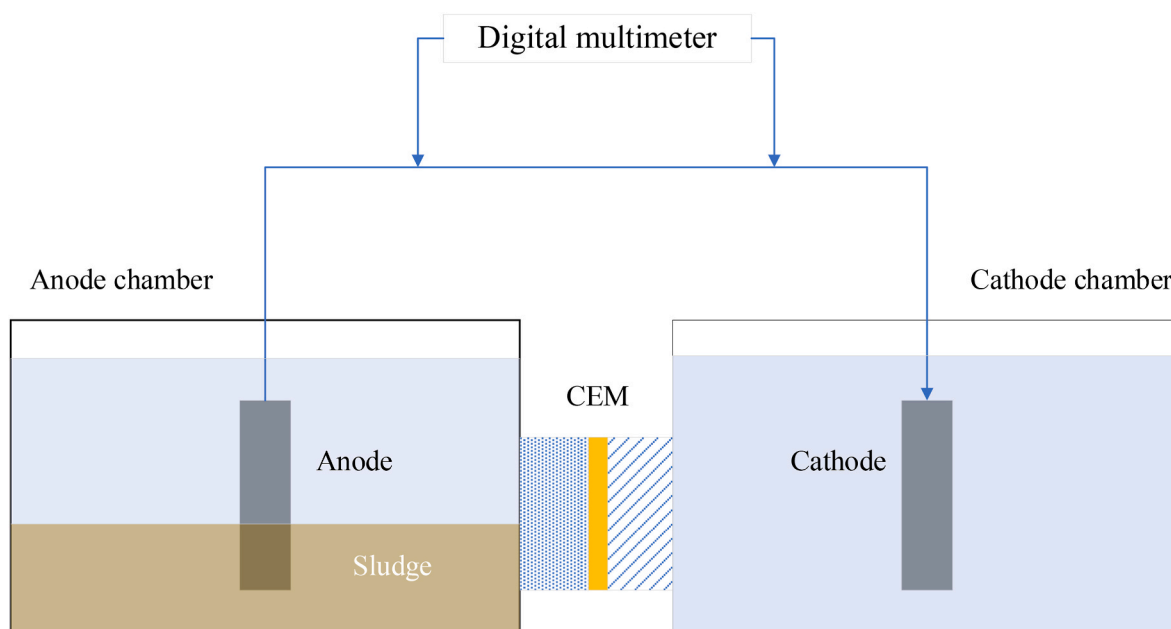 Digital multimeter
Anode chamber
Cathode chamber
CEM
Anode
Cathode
Sludge